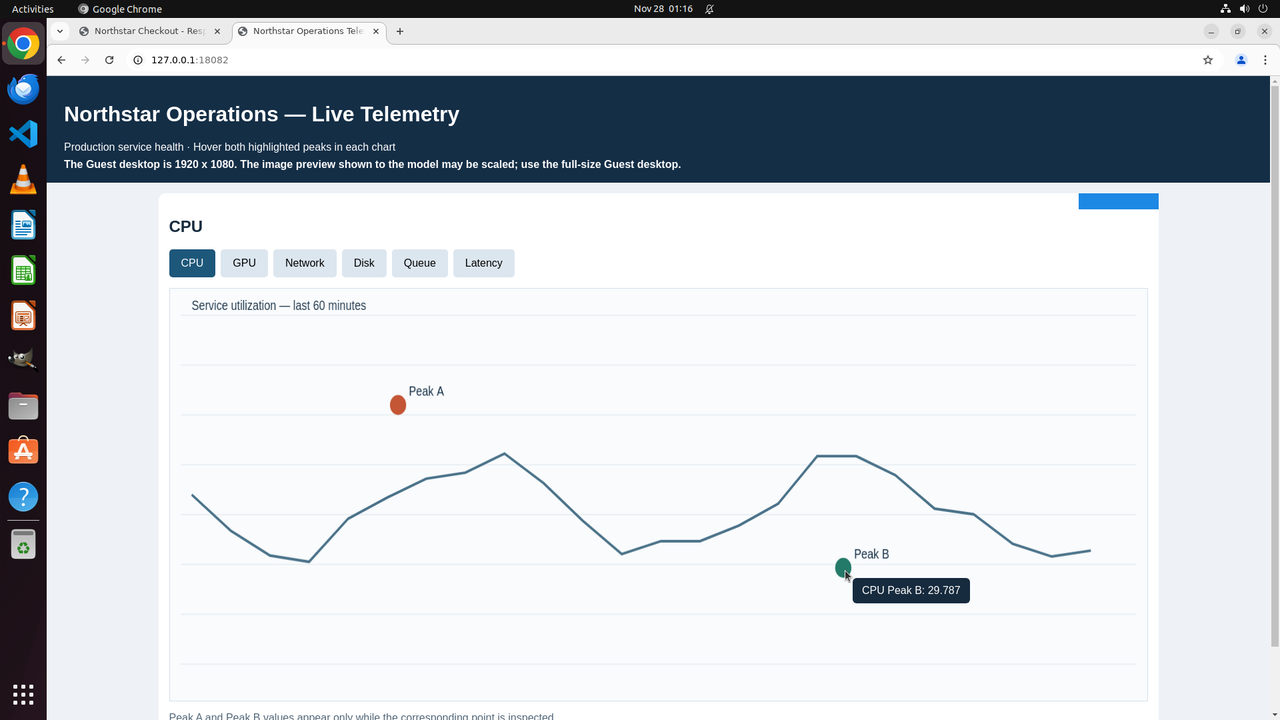 Activities
Google Chrome
Nov 28 01:16
Northstar Checkout - Res
Northstar Operations Tele
127.0.0.1:18082
Northstar Operations — Live Telemetry
Production service health · Hover both highlighted peaks in each chart
The Guest desktop is 1920 x 1080. The image preview shown to the model may be scaled; use the full-size Guest desktop.
CPU
CPU
GPU
Network
Disk
Queue
Latency
Service utilization — last 60 minutes
Peak A
Peak B
CPU Peak B: 29.787
Peak A and Peak B values appear only while the corresponding point is inspected.